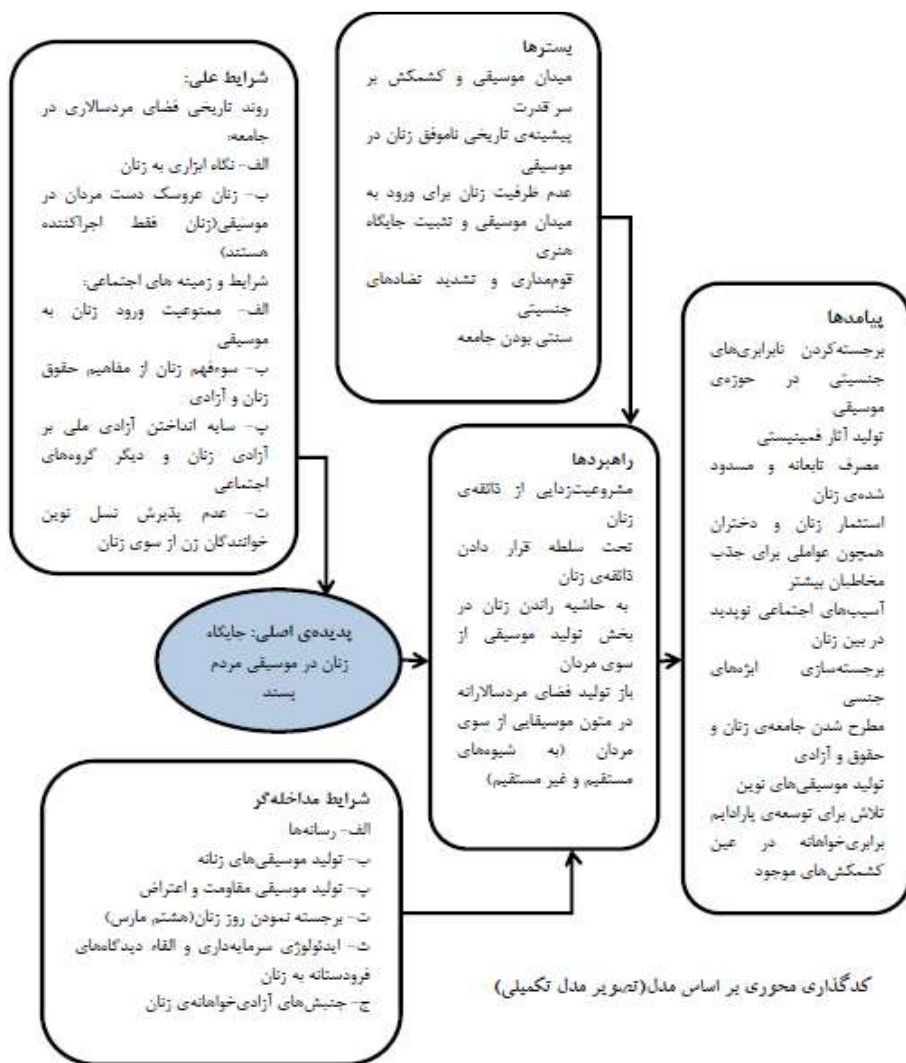 بسترها
میدان موسیقی و کشمکش بر
سر قدرت
پیشینه‌ی تاریخی ناموفق زنان در
موسیقی
عدم ظرفیت زنان برای ورود به
میدان موسیقی و تثبیت جایگاه
هنری
قوم‌مداری و تشدید تضادهای
جنسیتی
سنتی بودن جامعه
شرایط علی:
روند تاریخی فضای مردسالاری در
جامعه:
الف- نگاه ابزاری به زنان
ب- زنان عروسک دست مردان در
موسیقی(زنان فقط اجراکننده
هستند)
شرایط و زمینه های اجتماعی:
الف- ممنوعیت ورود زنان به
موسیقی
ب- سوءفهم زنان از مفاهیم حقوق
زنان و آزادی
پ- سایه انداختن آزادی ملی بر
آزادی زنان و دیگر گروه‌های
اجتماعی
ت- عدم پذیرش نسل نوین
خوانندگان زن از سوی زنان
پدیده‌ی اصلی: جایگاه
زنان در موسیقی مردم
پسند
راهبردها
مشروعیت‌زدایی از ذائقه‌ی
زنان
تحت سلطه قرار دادن
ذائقه‌ی زنان
به حاشیه راندن زنان در
بخش تولید موسیقی از
سوی مردان
باز تولید فضای مردسالارانه
در متون موسیقایی از سوی
مردان (به شیوه‌های
مستقیم و غیر مستقیم)
پیامدها
برجسته‌کردن نابرابری‌های
جنسیتی در حوزه‌ی
موسیقی
تولید آثار فمینیستی
مصرف تابعانه و مسدود
شده‌ی زنان
استثمار زنان و دختران
همچون عواملی برای جذب
مخاطبان بیشتر
آسیب‌های اجتماعی نوپدید
در بین زنان
برجسته‌سازی ابژه‌های
جنسی
مطرح شدن جامعه‌ی زنان و
حقوق و آزادی
تولید موسیقی‌های نوین
تلاش برای توسعه‌ی پارادایم
برابری‌خواهانه در عین
کشمکش‌های موجود
شرایط مداخله‌گر
الف- رسانه‌ها
ب- تولید موسیقی‌های زنانه
پ- تولید موسیقی مقاومت و اعتراض
ت- برجسته نمودن روز زنان(هشتم مارس)
ث- ایدئولوژی سرمایه‌داری و القاء دیدگاه‌های
فرودستانه به زنان
ج- جنبش‌های آزادی‌خواهانه‌ی زنان
کدگذاری محوری بر اساس مدل(تصویر مدل تکمیلی)